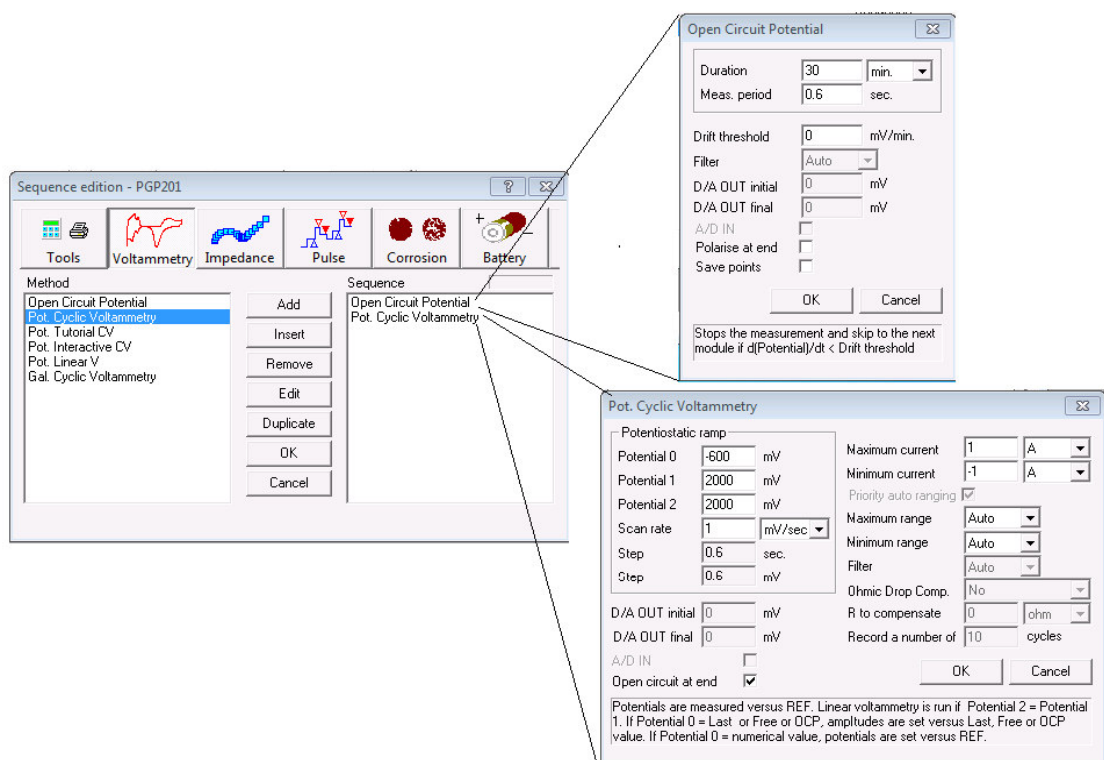 Sequence edition - PGP201
?
Tools
Voltammetry
Impedance
Pulse
Corrosion
+
-
Battery
Method
Open Circuit Potential
Pot. Cyclic Voltammetry
Pot. Tutorial CV
Pot. Interactive CV
Pot. Linear V
Gal. Cyclic Voltammetry
Add
Insert
Remove
Edit
Duplicate
OK
Cancel
Sequence
Open Circuit Potential
Pot. Cyclic Voltammetry
Open Circuit Potential
Duration 30 min.
Meas. period 0.6 sec.
Drift threshold 0 mV/min.
Filter Auto
D/A OUT initial 0 mV
D/A OUT final 0 mV
A/D IN
Polarise at end
Save points
OK Cancel
Stops the measurement and skip to the next
module if d(Potential)/dt < Drift threshold
Pot. Cyclic Voltammetry
Potentiostatic ramp
Potential 0 -600 mV
Potential 1 2000 mV
Potential 2 2000 mV
Scan rate 1 mV/sec
Step 0.6 sec.
Step 0.6 mV
D/A OUT initial 0 mV
D/A OUT final 0 mV
A/D IN
Open circuit at end
Maximum current 1 A
Minimum current -1 A
Priority auto ranging
Maximum range Auto
Minimum range Auto
Filter Auto
Ohmic Drop Comp. No
R to compensate 0 ohm
Record a number of 10 cycles
OK Cancel
Potentials are measured versus REF. Linear voltammetry is run if Potential 2 = Potential
1. If Potential 0 = Last or Free or OCP, ampltudes are set versus Last, Free or OCP
value. If Potential 0 = numerical value, potentials are set versus REF.